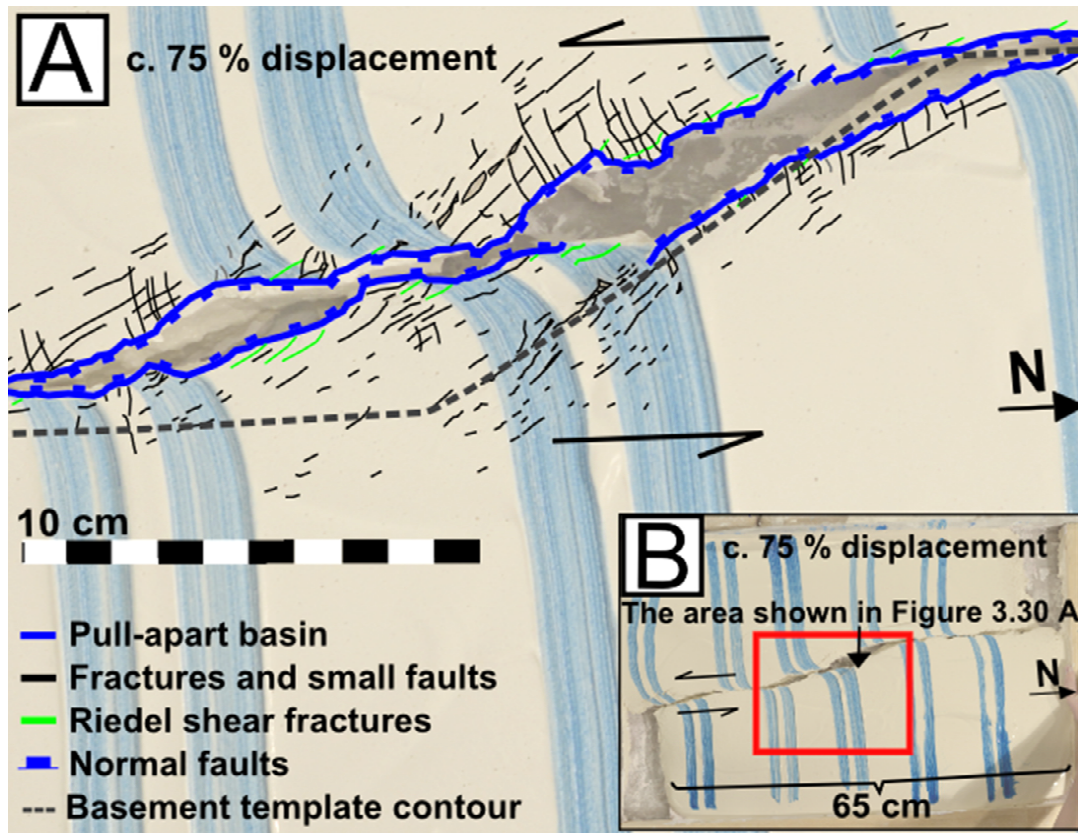 A
c. 75 % displacement
N
10 cm
Pull-apart basin
Fractures and small faults
Riedel shear fractures
Normal faults
Basement template contour
B
c. 75 % displacement
The area shown in Figure 3.30 A
N
65 cm